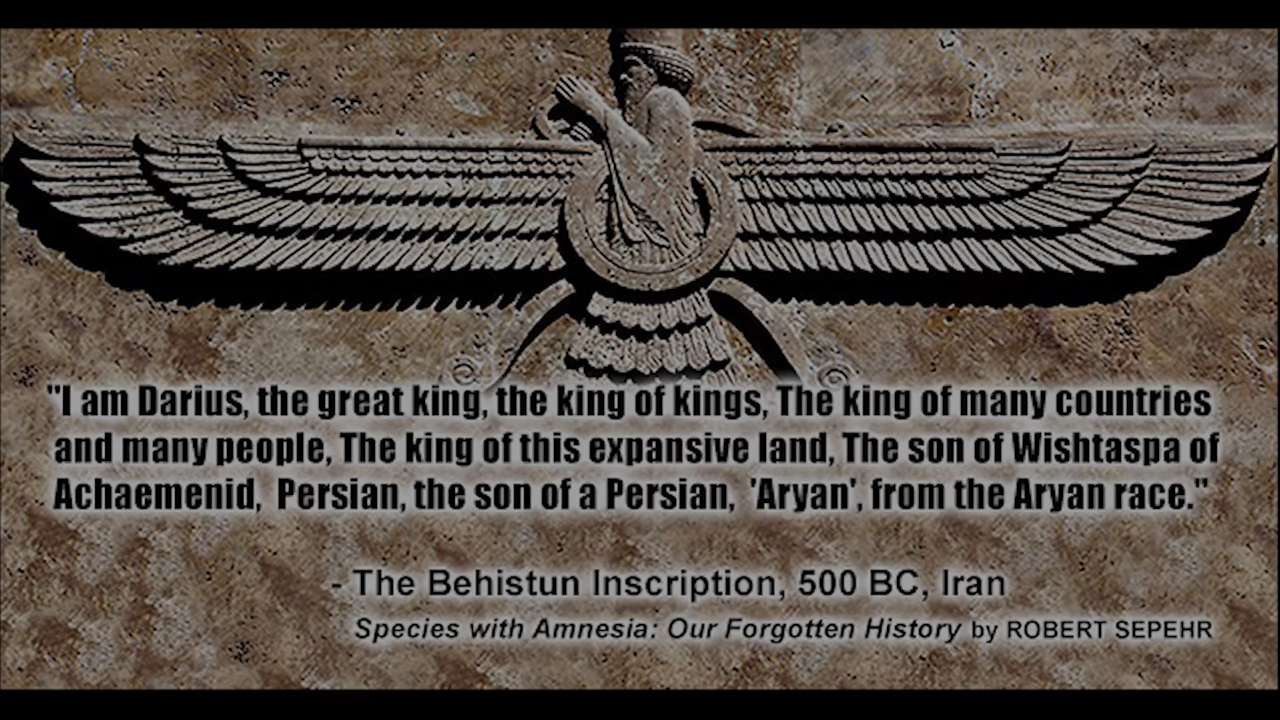 "I am Darius, the great king, the king of kings, The king of many countries
and many people, The king of this expansive land, The son of Wishtaspa of
Achaemenid, Persian, the son of a Persian, 'Aryan', from the Aryan race."
- The Behistun Inscription, 500 BC, Iran
Species with Amnesia: Our Forgotten History by ROBERT SEPEHR